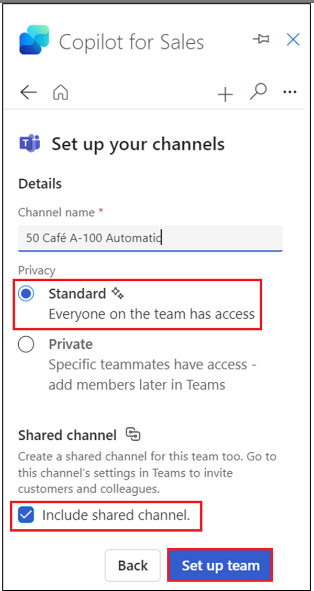 Copilot for Sales
Set up your channels
Details
Channel name *
50 Café A-100 Automatic
Privacy
Standard
Everyone on the team has access
Private
Specific teammates have access -
add members later in Teams
Shared channel
Create a shared channel for this team too. Go to
this channel's settings in Teams to invite
customers and colleagues.
Include shared channel.
Back
Set up team